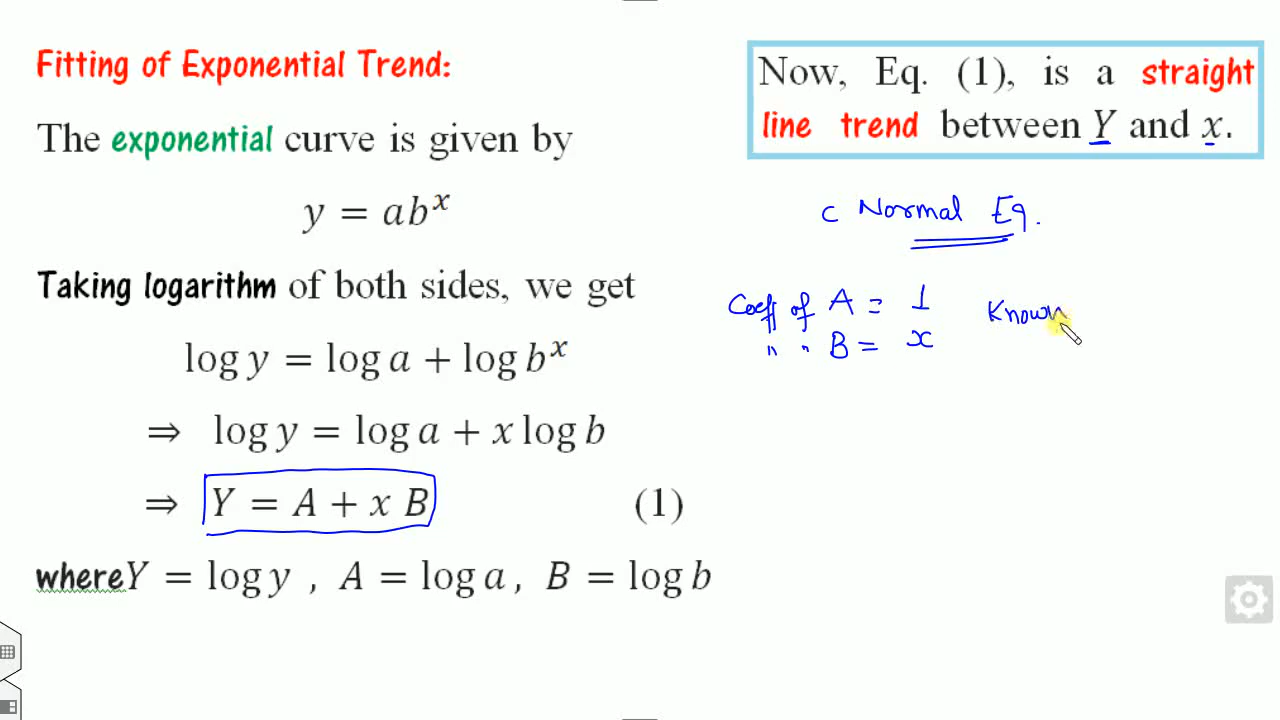 Fitting of Exponential Trend:
The exponential curve is given by
y = abˣ
Taking logarithm of both sides, we get
log y = log a + log bˣ
⇒ log y = log a + x log b
⇒ Y = A + x B (1)
where Y = log y , A = log a, B = log b
Now, Eq. (1), is a straight
line trend between Y and x.
c Normal Eq.
Coeff of A = 1 Known
" " B = x